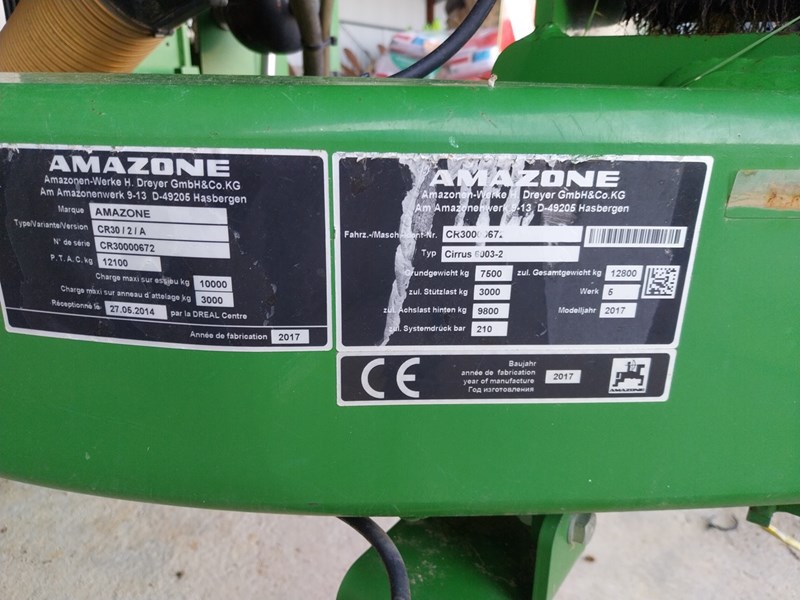 AMAZONE
Amazonen-Werke H. Dreyer GmbH&Co.KG
Am Amazonenwerk 9-13 D-49205 Hasbergen
Marque AMAZONE
Type/Variante/Version CR30 / 2 / A
N° de série CR30000672
P. T. A. C. kg 12100
Charge maxi sur essieu kg 10000
Charge maxi sur anneau d'attelage kg 3000
Réceptionné le 27.05.2014 par la DREAL Centre
Année de fabrication 2017
AMAZONE
Amazonen-Werke H. Dreyer GmbH&Co.KG
Am Amazonenwerk 9-13 D-49205 Hasbergen
Fahrz.-/Masch.-Ident-Nr. CR30000672
Typ Cirrus 6003-2
Grundgewicht kg 7500 zul. Gesamtgewicht kg 12800
zul. Stützlast kg 3000 Werk 5
zul. Achslast hinten kg 9800 Modelljahr 2017
zul. Systemdruck bar 210
CE
Baujahr
année de fabrication
year of manufacture
Год изготовления
2017
AMAZONE